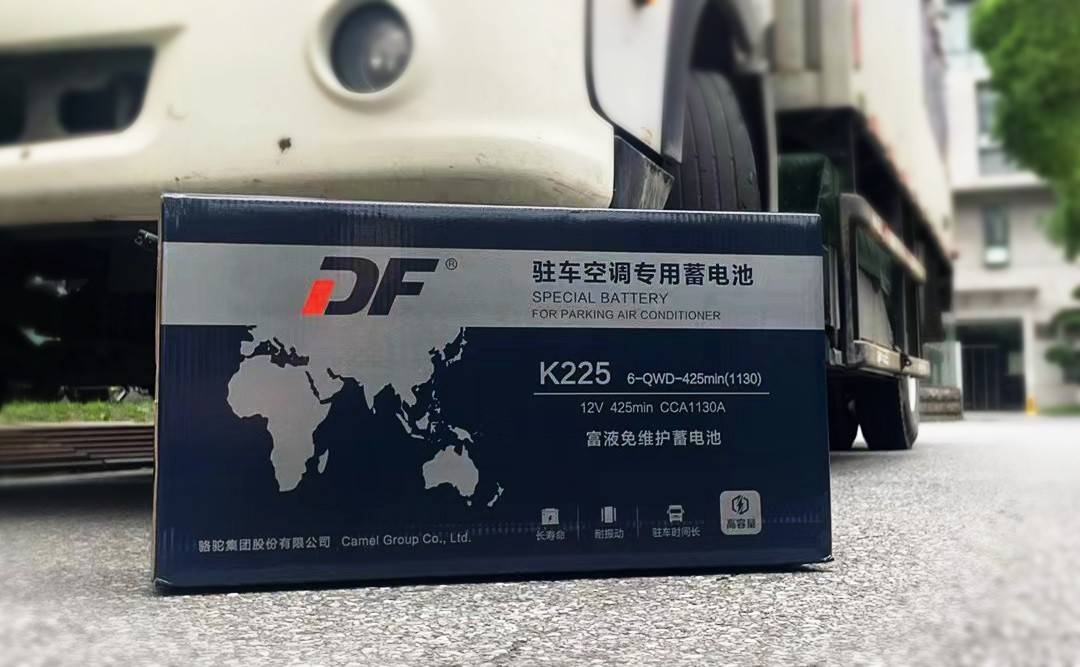 DF®
驻车空调专用蓄电池
SPECIAL BATTERY
FOR PARKING AIR CONDITIONER
K225 6-QWD-425min(1130)
12V 425min CCA1130A
富液免维护蓄电池
长寿命 耐振动 驻车时间长 高容量
骆驼集团股份有限公司 Camel Group Co., Ltd.